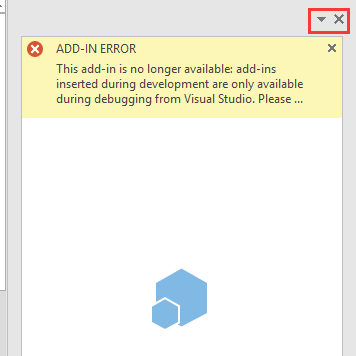 ADD-IN ERROR
This add-in is no longer available: add-ins
inserted during development are only available
during debugging from Visual Studio. Please ...